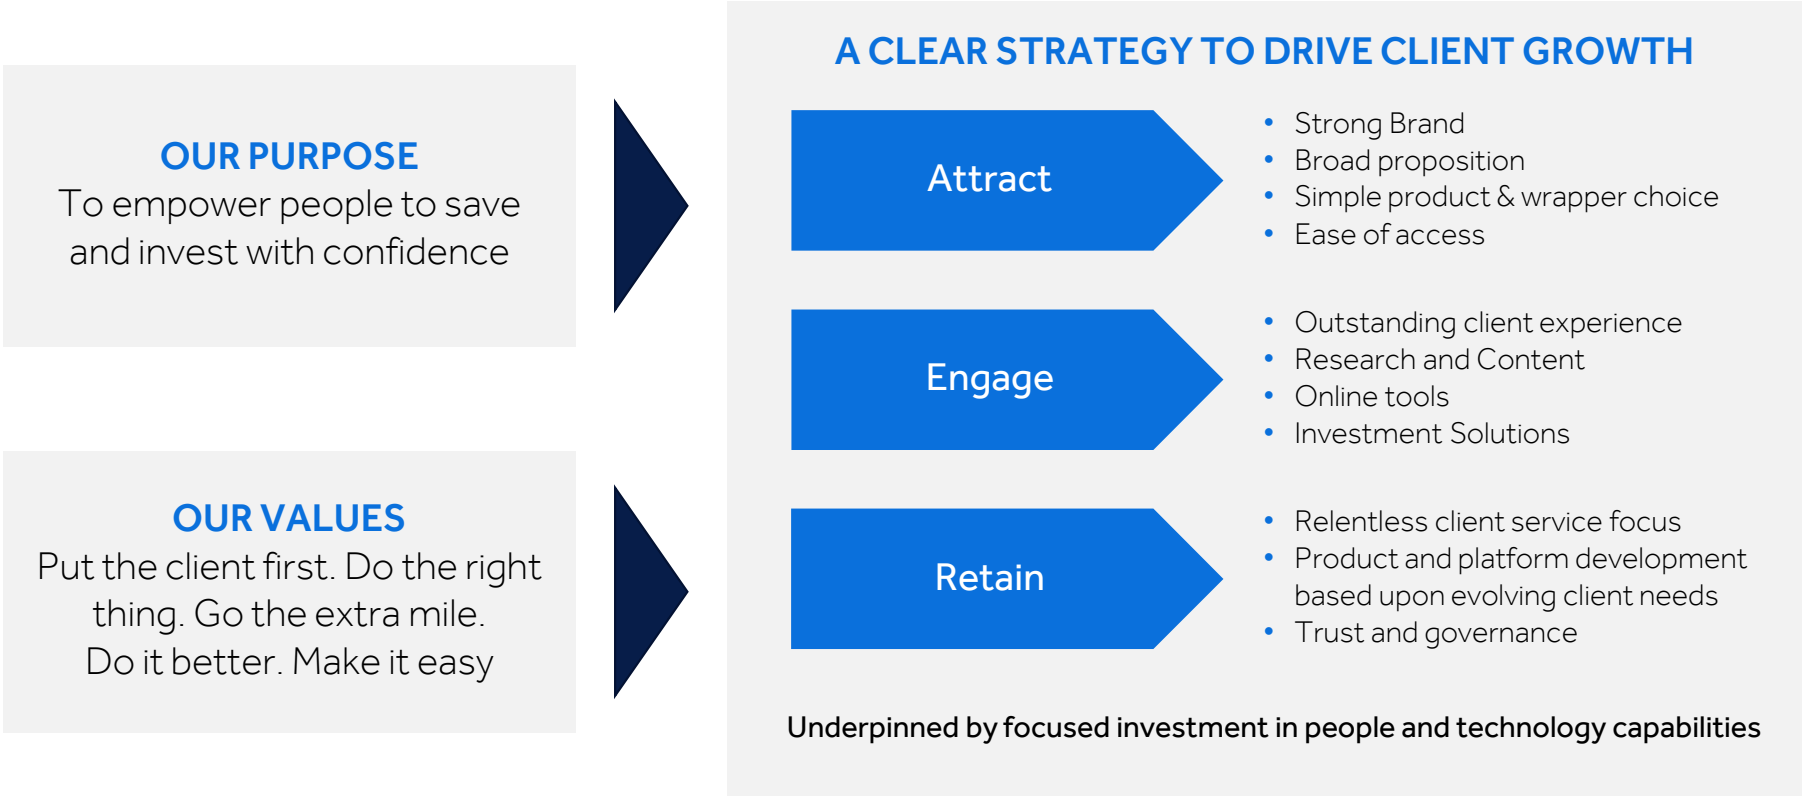 OUR PURPOSE
To empower people to save
and invest with confidence
OUR VALUES
Put the client first. Do the right
thing. Go the extra mile.
Do it better. Make it easy
A CLEAR STRATEGY TO DRIVE CLIENT GROWTH
Attract
• Strong Brand
• Broad proposition
• Simple product & wrapper choice
• Ease of access
Engage
• Outstanding client experience
• Research and Content
• Online tools
• Investment Solutions
Retain
• Relentless client service focus
• Product and platform development
based upon evolving client needs
• Trust and governance
Underpinned by focused investment in people and technology capabilities